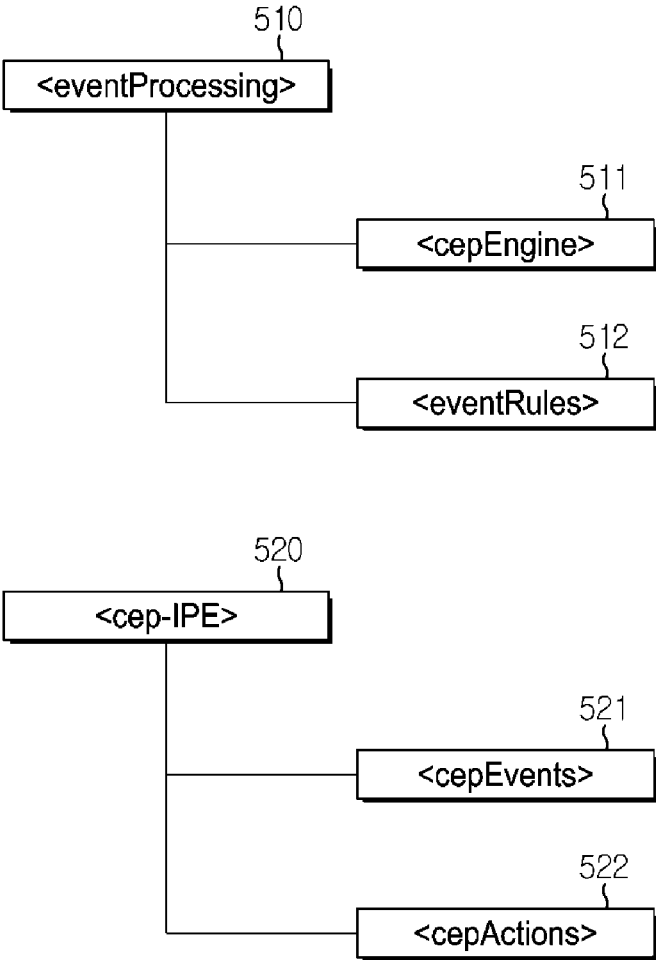 510
<eventProcessing>
511
<cepEngine>
512
<eventRules>
520
<cep-IPE>
521
<cepEvents>
522
<cepActions>